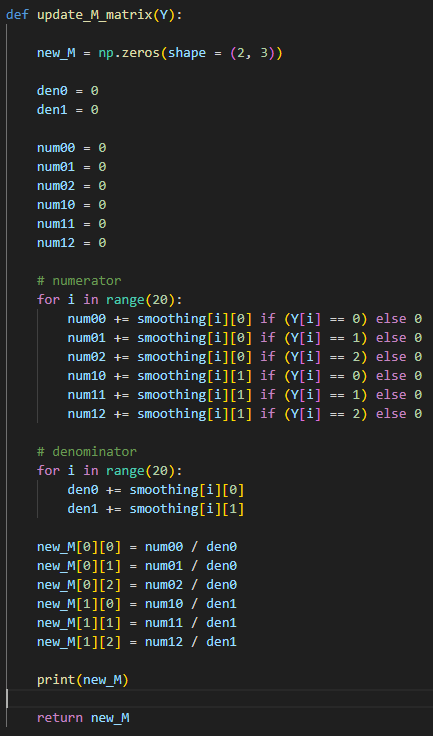 def update_M_matrix(Y):
new_M = np.zeros(shape = (2, 3))
den0 = 0
den1 = 0
num00 = 0
num01 = 0
num02 = 0
num10 = 0
num11 = 0
num12 = 0
# numerator
for i in range(20):
num00 += smoothing[i][0] if (Y[i] == 0) else 0
num01 += smoothing[i][0] if (Y[i] == 1) else 0
num02 += smoothing[i][0] if (Y[i] == 2) else 0
num10 += smoothing[i][1] if (Y[i] == 0) else 0
num11 += smoothing[i][1] if (Y[i] == 1) else 0
num12 += smoothing[i][1] if (Y[i] == 2) else 0
# denominator
for i in range(20):
den0 += smoothing[i][0]
den1 += smoothing[i][1]
new_M[0][0] = num00 / den0
new_M[0][1] = num01 / den0
new_M[0][2] = num02 / den0
new_M[1][0] = num10 / den1
new_M[1][1] = num11 / den1
new_M[1][2] = num12 / den1
print(new_M)
return new_M